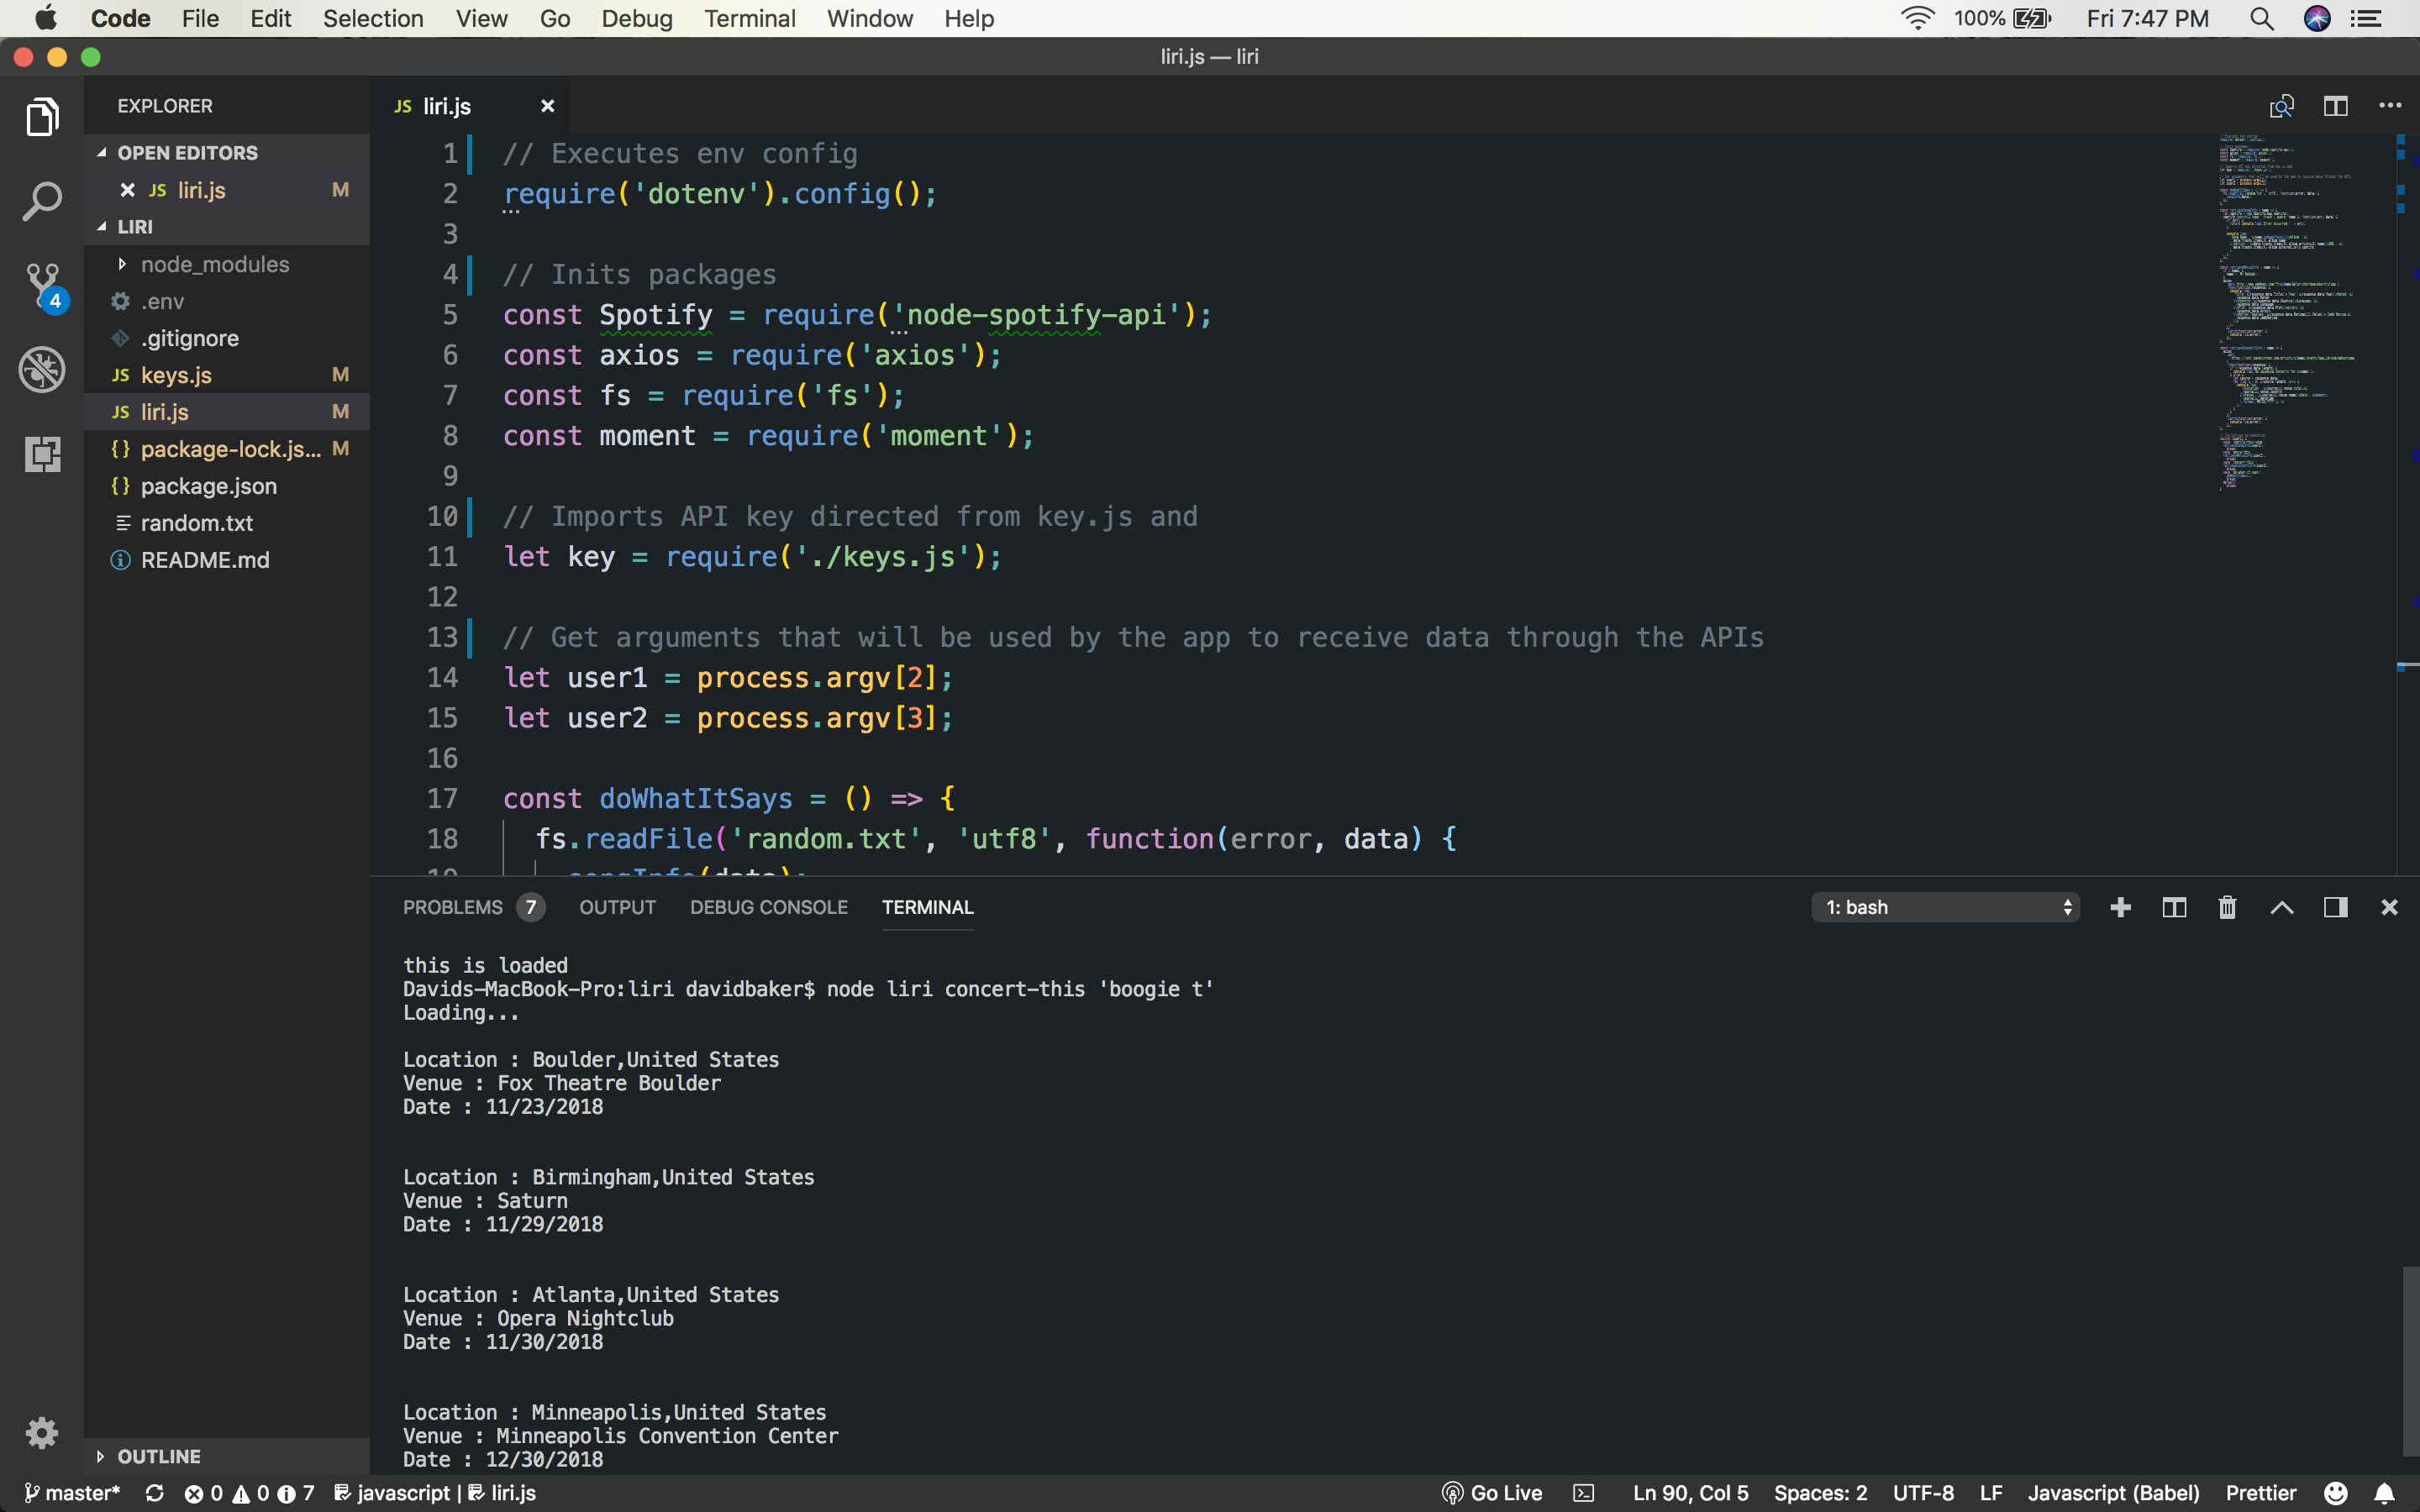 Code File Edit Selection View Go Debug Terminal Window Help 100% Fri 7:47 PM
liri.js — liri
EXPLORER
OPEN EDITORS
JS liri.js M
LIRI
node_modules
.env
.gitignore
JS keys.js M
JS liri.js M
{} package-lock.js... M
{} package.json
random.txt
README.md
4
OUTLINE
JS liri.js
1 // Executes env config
2 require('dotenv').config();
3
4 // Inits packages
5 const Spotify = require('node-spotify-api');
6 const axios = require('axios');
7 const fs = require('fs');
8 const moment = require('moment');
9
10 // Imports API key directed from key.js and
11 let key = require('./keys.js');
12
13 // Get arguments that will be used by the app to receive data through the APIs
14 let user1 = process.argv[2];
15 let user2 = process.argv[3];
16
17 const doWhatItSays = () => {
18 fs.readFile('random.txt', 'utf8', function(error, data) {
PROBLEMS 7 OUTPUT DEBUG CONSOLE TERMINAL 1: bash
this is loaded
Davids-MacBook-Pro:liri davidbaker$ node liri concert-this 'boogie t'
Loading...
Location : Boulder,United States
Venue : Fox Theatre Boulder
Date : 11/23/2018
Location : Birmingham,United States
Venue : Saturn
Date : 11/29/2018
Location : Atlanta,United States
Venue : Opera Nightclub
Date : 11/30/2018
Location : Minneapolis,United States
Venue : Minneapolis Convention Center
Date : 12/30/2018
master* 0 0 7 javascript | liri.js Go Live Ln 90, Col 5 Spaces: 2 UTF-8 LF Javascript (Babel) Prettier